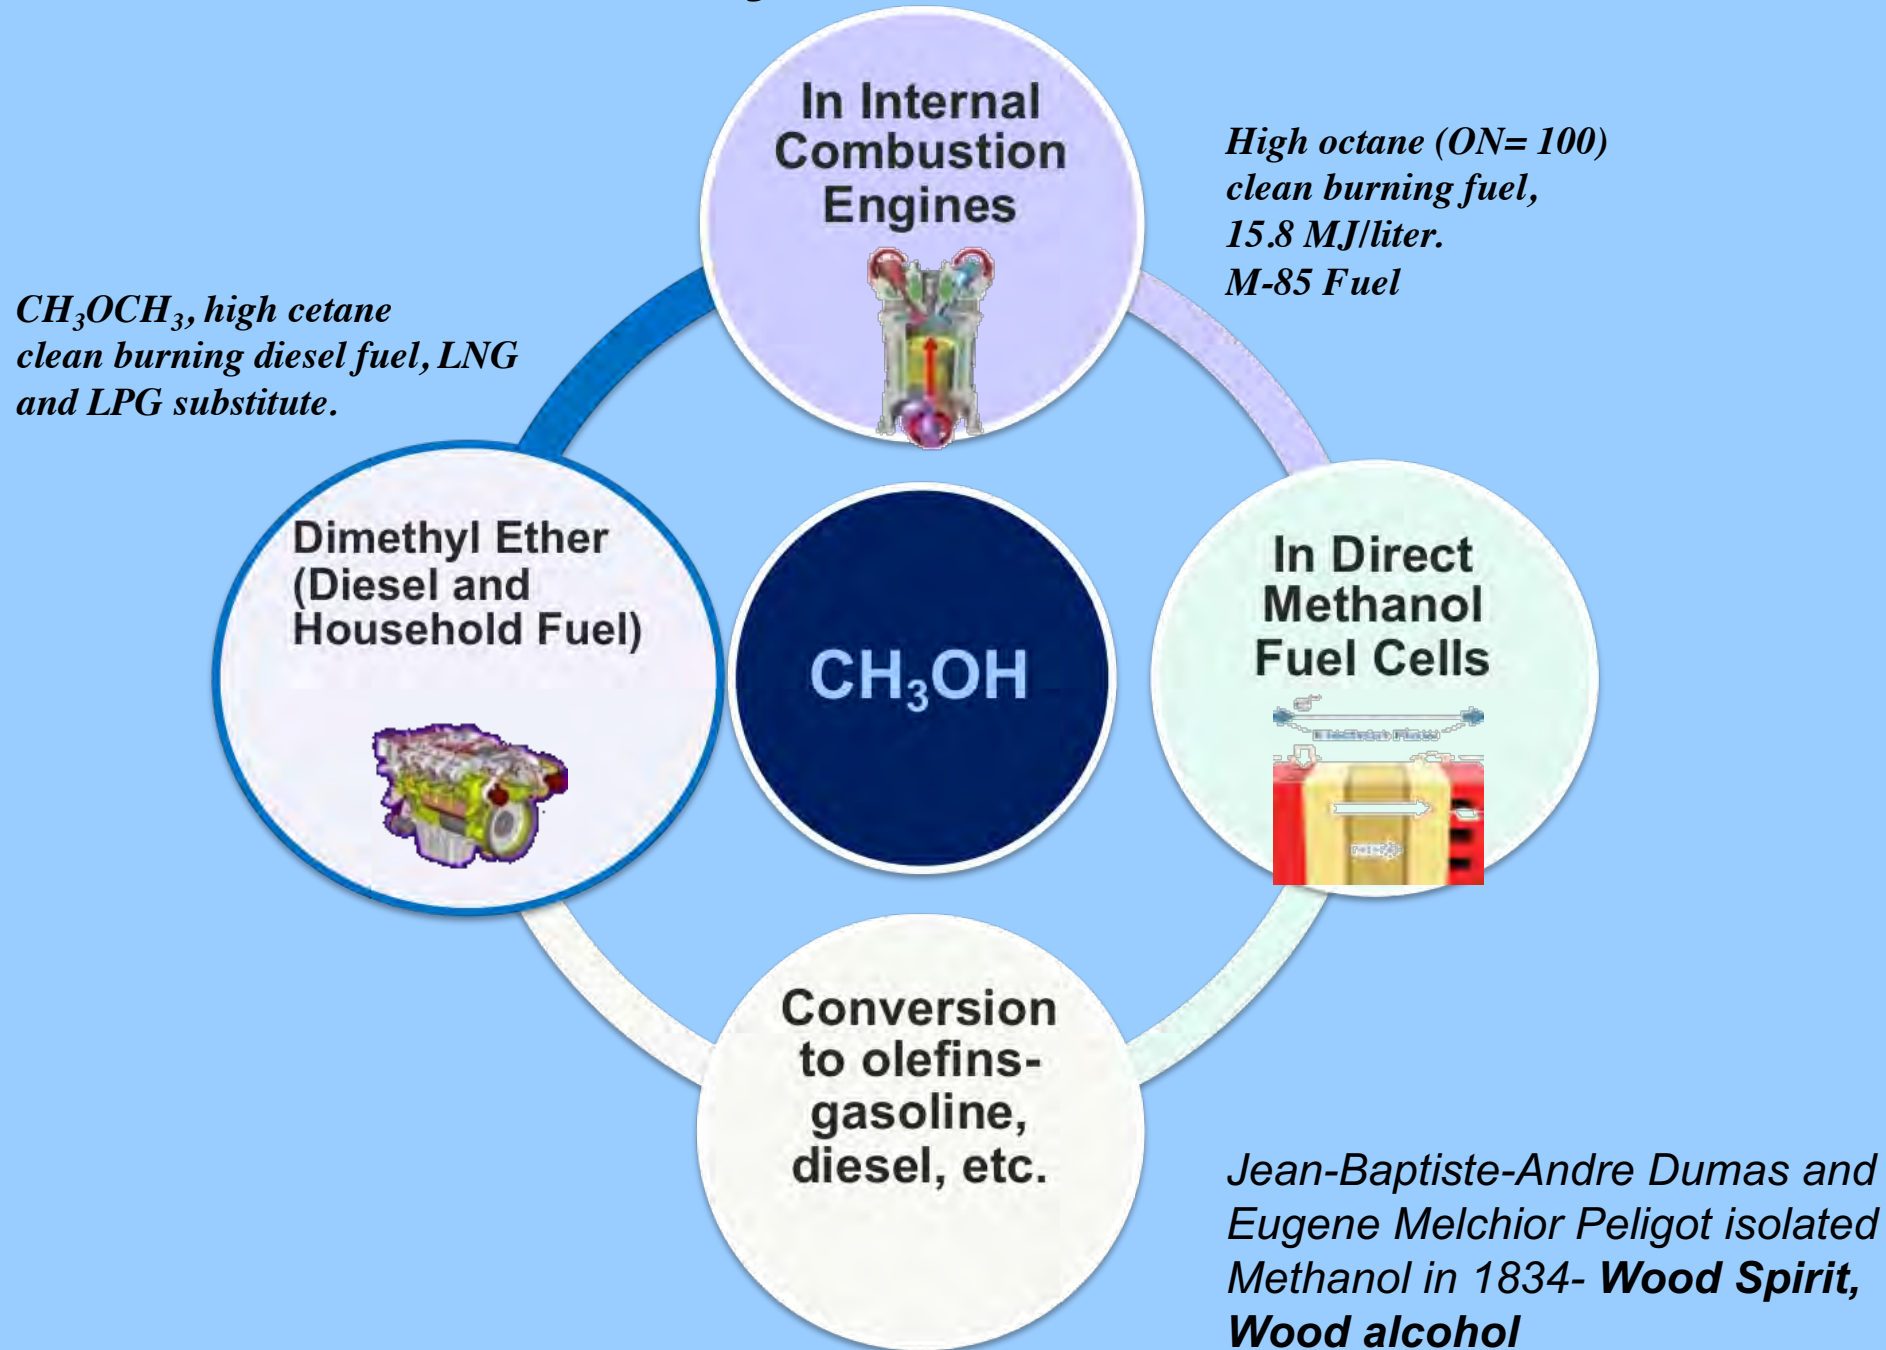 In Internal
Combustion
Engines
High octane (ON= 100)
clean burning fuel,
15.8 MJ/liter.
M-85 Fuel
CH₃OCH₃, high cetane
clean burning diesel fuel, LNG
and LPG substitute.
Dimethyl Ether
(Diesel and
Household Fuel)
CH₃OH
In Direct
Methanol
Fuel Cells
Conversion
to olefins-
gasoline,
diesel, etc.
Jean-Baptiste-Andre Dumas and
Eugene Melchior Peligot isolated
Methanol in 1834- Wood Spirit,
Wood alcohol